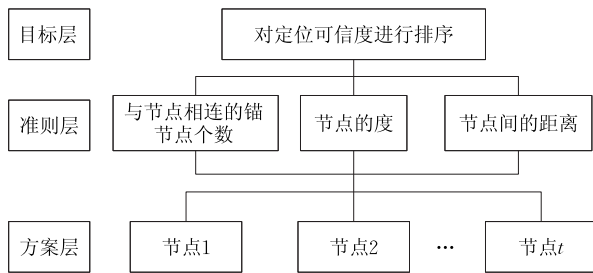 目标层
对定位可信度进行排序
准则层
与节点相连的锚
节点个数
节点的度
节点间的距离
方案层
节点1
节点2
…
节点t